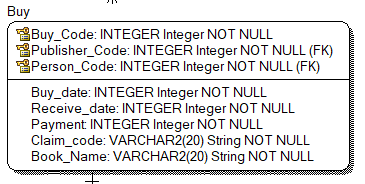 Buy
Buy_Code: INTEGER Integer NOT NULL
Publisher_Code: INTEGER Integer NOT NULL (FK)
Person_Code: INTEGER Integer NOT NULL (FK)
Buy_date: INTEGER Integer NOT NULL
Receive_date: INTEGER Integer NOT NULL
Payment: INTEGER Integer NOT NULL
Claim_code: VARCHAR2(20) String NOT NULL
Book_Name: VARCHAR2(20) String NOT NULL